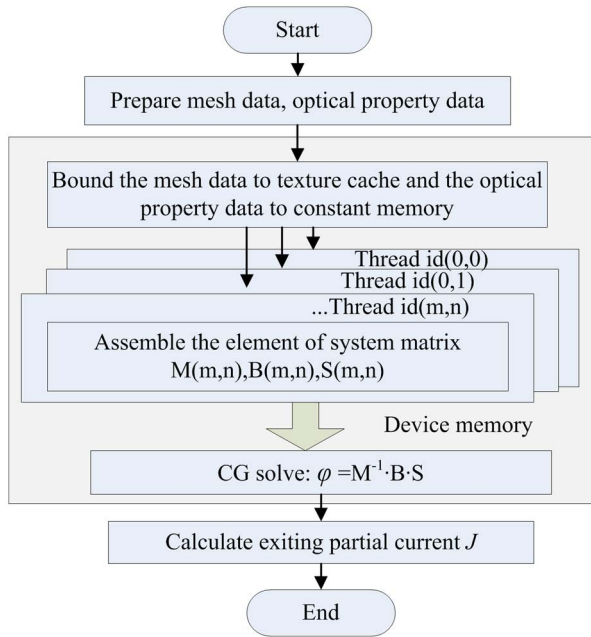 Start
Prepare mesh data, optical property data
Bound the mesh data to texture cache and the optical
property data to constant memory
Thread id(0,0)
Thread id(0,1)
...Thread id(m,n)
Assemble the element of system matrix
M(m,n),B(m,n),S(m,n)
Device memory
CG solve: φ =M⁻¹·B·S
Calculate exiting partial current J
End